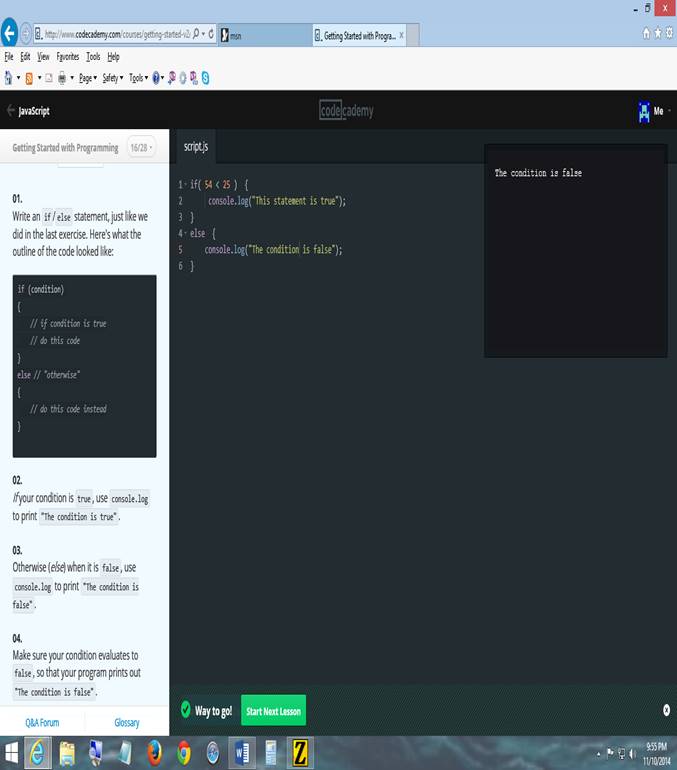 http://www.codecademy.com/courses/getting-started-v2/
msn
Getting Started with Progra... x
File Edit View Favorites Tools Help
Page Safety Tools
JavaScript
codecademy
Me
Getting Started with Programming 16/28
script.js
01.
Write an if / else statement, just like we
did in the last exercise. Here's what the
outline of the code looked like:
if (condition)
{
// if condition is true
// do this code
}
else // "otherwise"
{
// do this code instead
}
02.
If your condition is true, use console.log
to print "The condition is true".
03.
Otherwise (else) when it is false, use
console.log to print "The condition is
false".
04.
Make sure your condition evaluates to
false, so that your program prints out
"The condition is false".
Q&A Forum Glossary
1 if( 54 < 25 ) {
2 console.log("This statement is true");
3 }
4 else {
5 console.log("The condition is false");
6 }
The condition is false
Way to go! Start Next Lesson
9:55 PM
11/10/2014